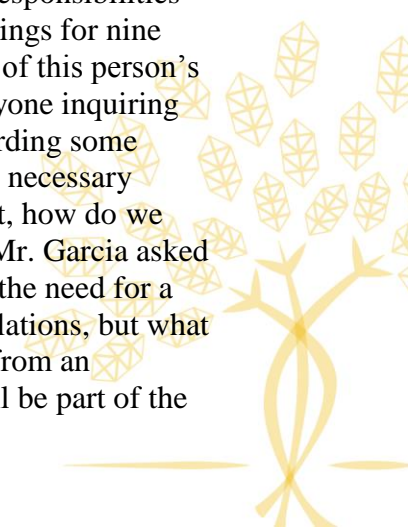 esponsibilities
ings for nine
of this person’s
yone inquiring
rding some
necessary
t, how do we
Mr. Garcia asked
the need for a
lations, but what
from an
l be part of the